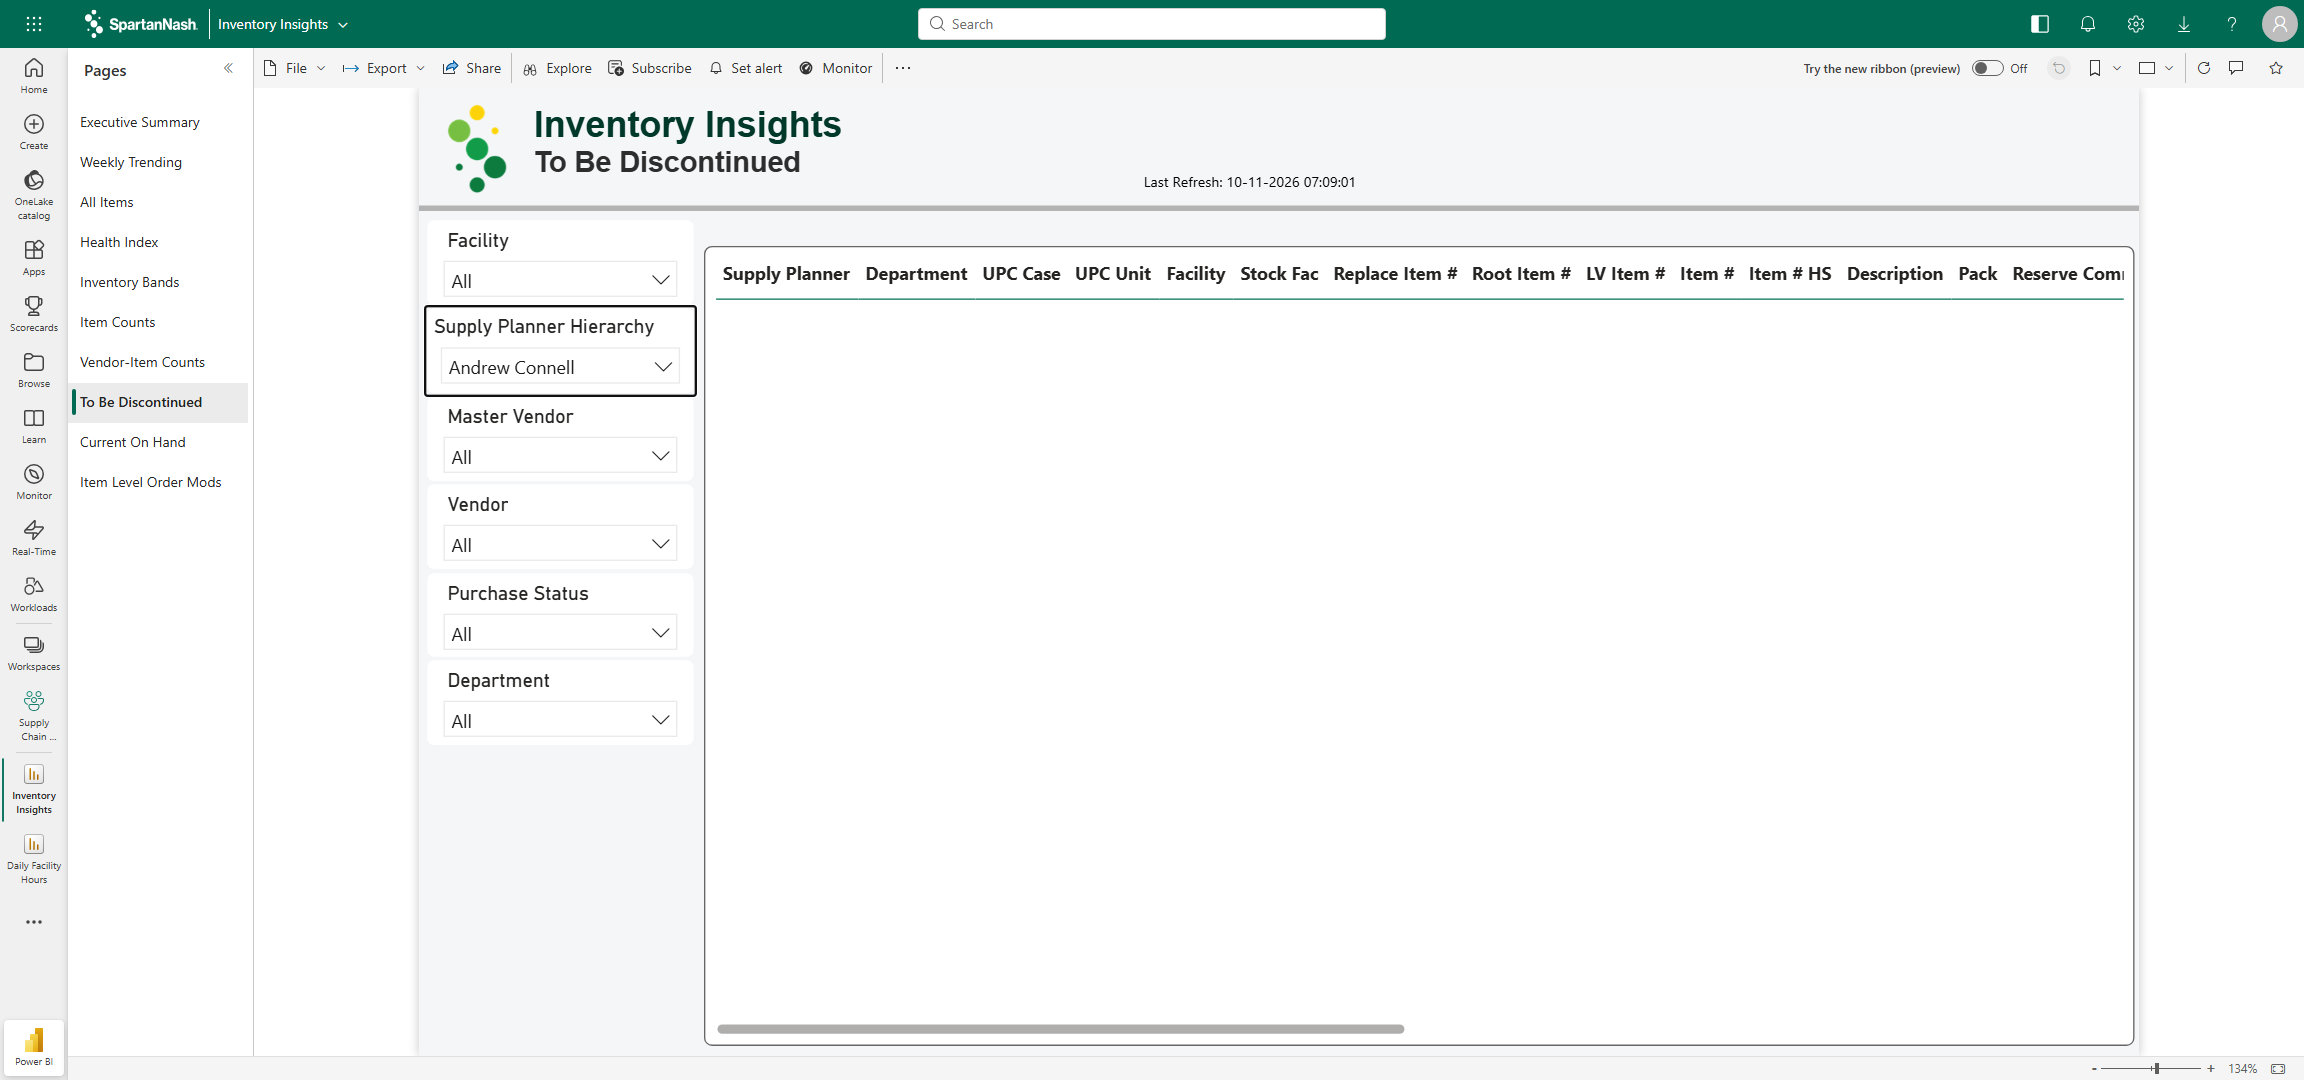 SpartanNash
Inventory Insights
Search
Home
Create
OneLake
catalog
Apps
Scorecards
Browse
Learn
Monitor
Real-Time
Workloads
Workspaces
Supply
Chain ...
Inventory
Insights
Daily Facility
Hours
Power BI
Pages
Executive Summary
Weekly Trending
All Items
Health Index
Inventory Bands
Item Counts
Vendor-Item Counts
To Be Discontinued
Current On Hand
Item Level Order Mods
File Export Share Explore Subscribe Set alert Monitor
Try the new ribbon (preview) Off
Inventory Insights
To Be Discontinued
Last Refresh: 10-11-2026 07:09:01
Facility
All
Supply Planner Hierarchy
Andrew Connell
Master Vendor
All
Vendor
All
Purchase Status
All
Department
All
Supply Planner Department UPC Case UPC Unit Facility Stock Fac Replace Item # Root Item # LV Item # Item # Item # HS Description Pack Reserve Com
- + 134%